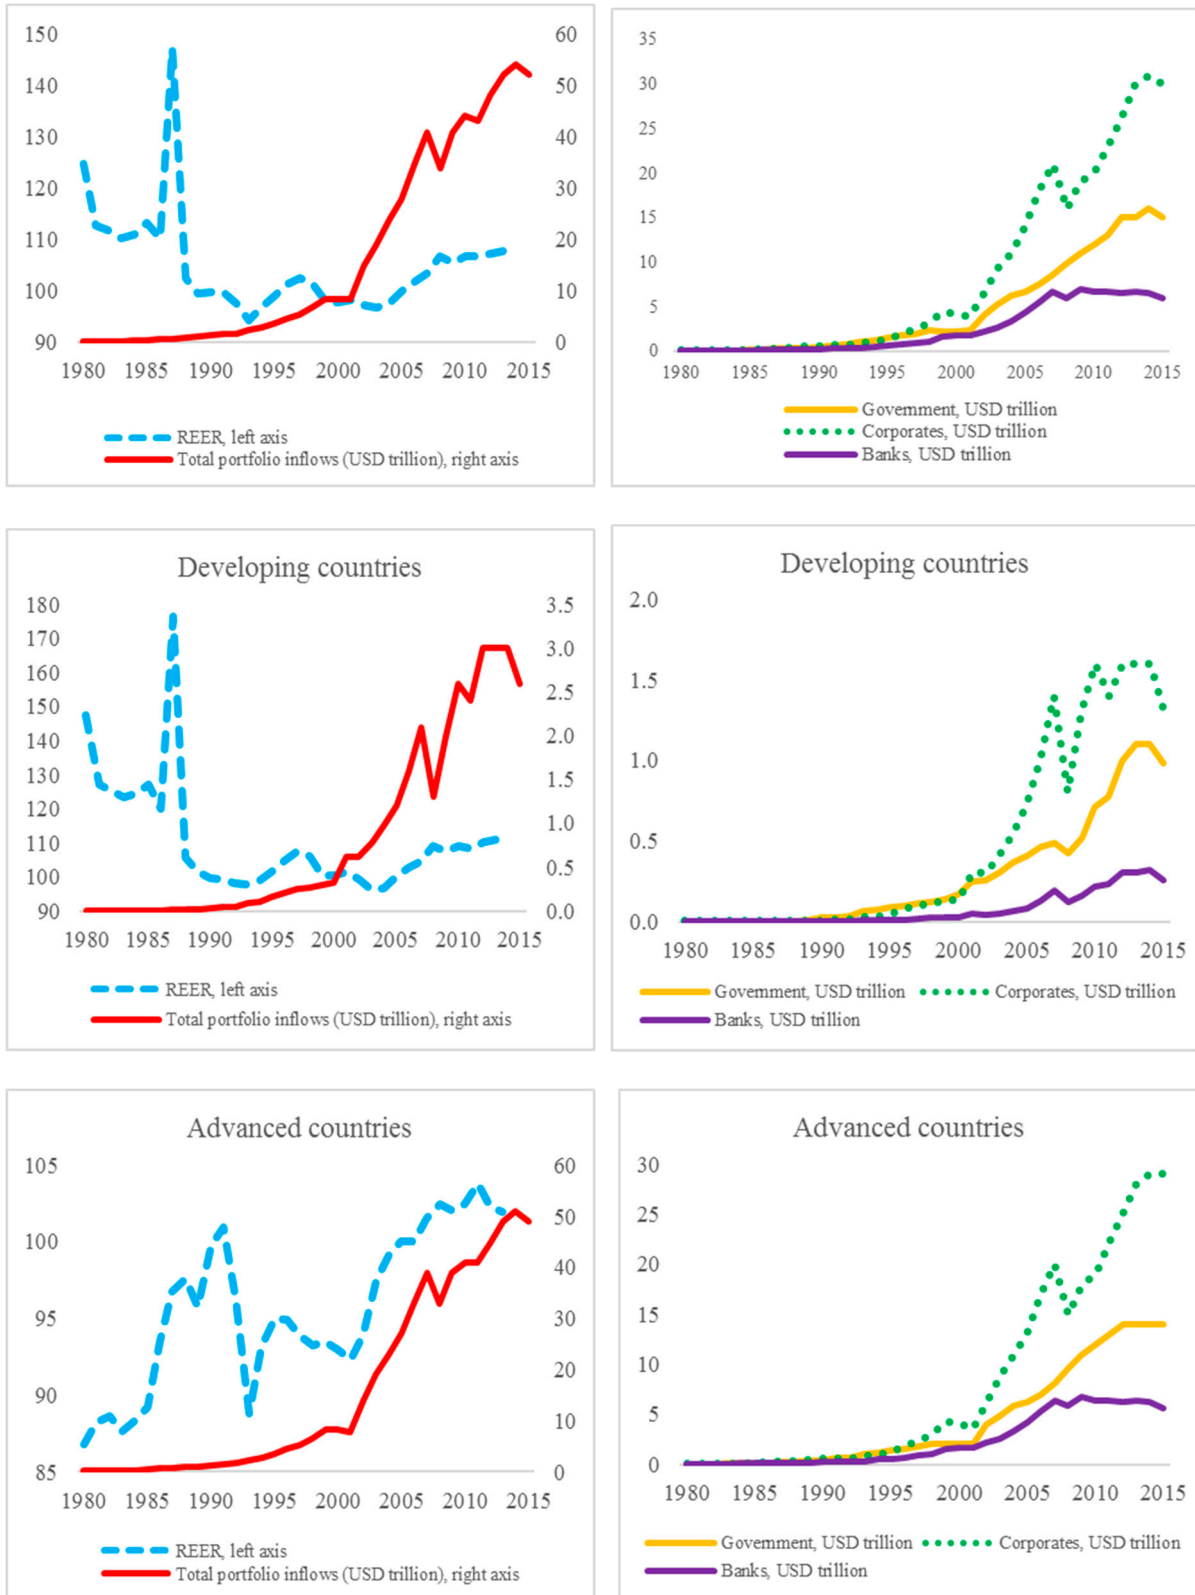 150
140
130
120
110
100
90
60
50
40
30
20
10
0
1980 1985 1990 1995 2000 2005 2010 2015
REER, left axis
Total portfolio inflows (USD trillion), right axis
35
30
25
20
15
10
5
0
1980 1985 1990 1995 2000 2005 2010 2015
Government, USD trillion
Corporates, USD trillion
Banks, USD trillion
Developing countries
180
170
160
150
140
130
120
110
100
90
3.5
3.0
2.5
2.0
1.5
1.0
0.5
0.0
1980 1985 1990 1995 2000 2005 2010 2015
REER, left axis
Total portfolio inflows (USD trillion), right axis
Developing countries
2.0
1.5
1.0
0.5
0.0
1980 1985 1990 1995 2000 2005 2010 2015
Government, USD trillion Corporates, USD trillion
Banks, USD trillion
Advanced countries
105
100
95
90
85
60
50
40
30
20
10
0
1980 1985 1990 1995 2000 2005 2010 2015
REER, left axis
Total portfolio inflows (USD trillion), right axis
Advanced countries
30
25
20
15
10
5
0
1980 1985 1990 1995 2000 2005 2010 2015
Government, USD trillion Corporates, USD trillion
Banks, USD trillion